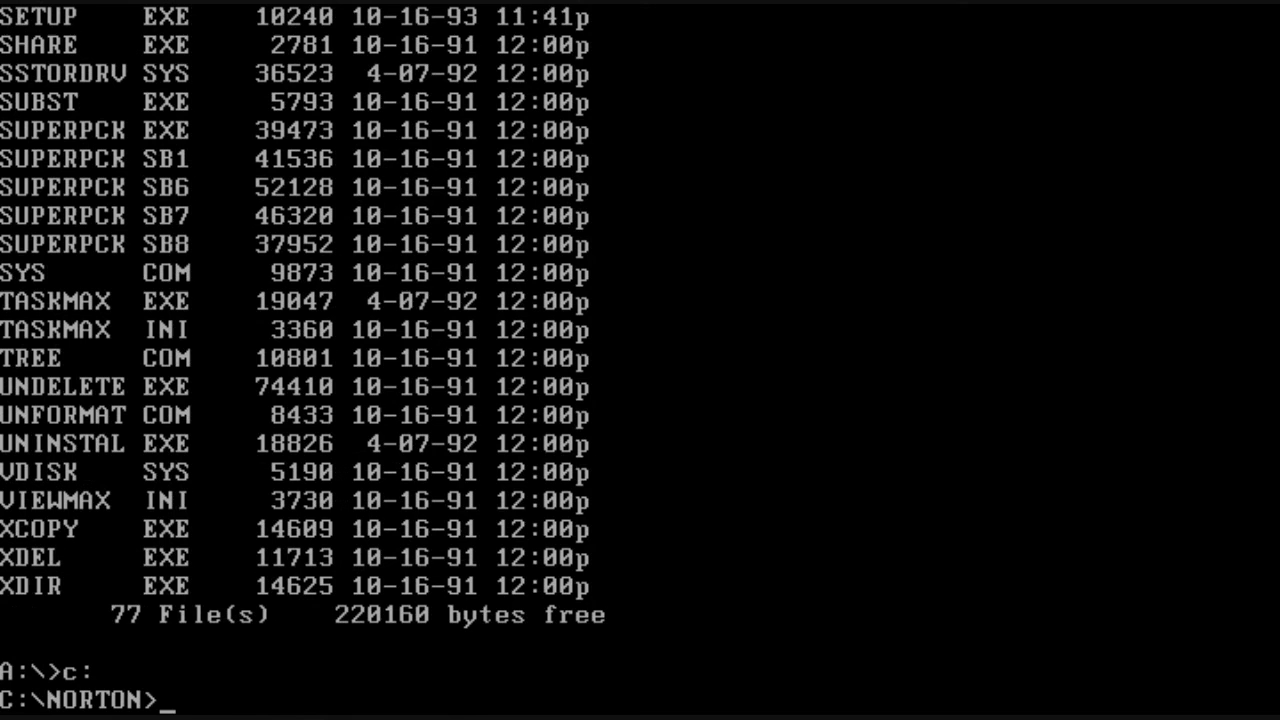 SETUP    EXE    10240 10-16-93 11:41p
SHARE    EXE     2781 10-16-91 12:00p
SSTORDRV SYS    36523  4-07-92 12:00p
SUBST    EXE     5793 10-16-91 12:00p
SUPERPCK EXE    39473 10-16-91 12:00p
SUPERPCK SB1    41536 10-16-91 12:00p
SUPERPCK SB6    52128 10-16-91 12:00p
SUPERPCK SB7    46320 10-16-91 12:00p
SUPERPCK SB8    37952 10-16-91 12:00p
SYS      COM     9873 10-16-91 12:00p
TASKMAX  EXE    19047  4-07-92 12:00p
TASKMAX  INI     3360 10-16-91 12:00p
TREE     COM    10801 10-16-91 12:00p
UNDELETE EXE    74410 10-16-91 12:00p
UNFORMAT COM     8433 10-16-91 12:00p
UNINSTAL EXE    18826  4-07-92 12:00p
VDISK    SYS     5190 10-16-91 12:00p
VIEWMAX  INI     3730 10-16-91 12:00p
XCOPY    EXE    14609 10-16-91 12:00p
XDEL     EXE    11713 10-16-91 12:00p
XDIR     EXE    14625 10-16-91 12:00p
       77 File(s)    220160 bytes free
A:\>c:
C:\NORTON>_